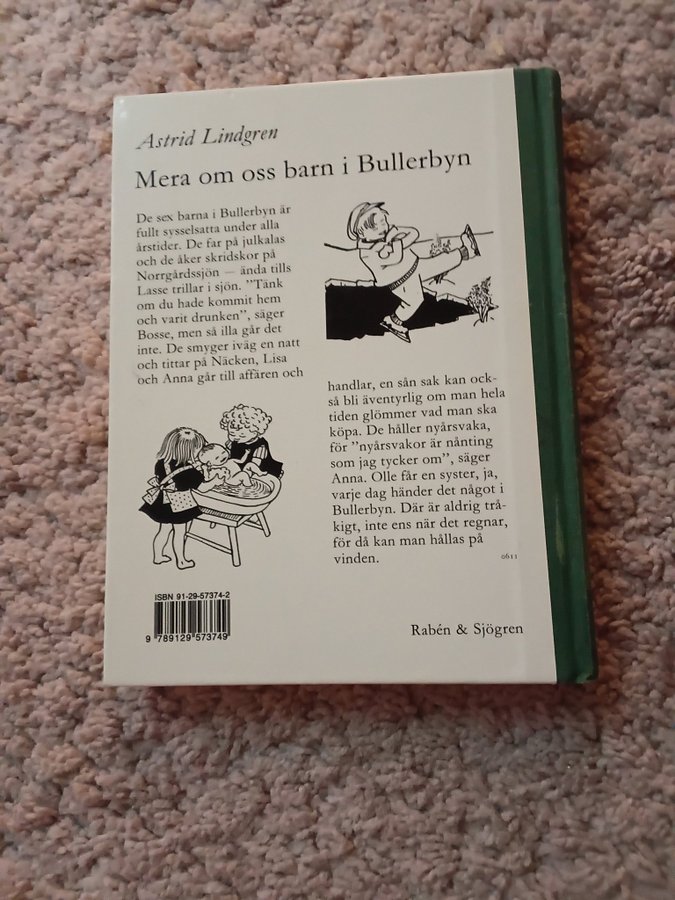 Astrid Lindgren
Mera om oss barn i Bullerbyn
De sex barna i Bullerbyn är
fullt sysselsatta under alla
årstider. De far på julkalas
och de åker skridskor på
Norrgårdssjön — ända tills
Lasse trillar i sjön. ”Tänk
om du hade kommit hem
och varit drunken”, säger
Bosse, men så illa går det
inte. De smyger iväg en natt
och tittar på Näcken, Lisa
och Anna går till affären och
handlar, en sån sak kan ock-
så bli äventyrlig om man hela
tiden glömmer vad man ska
köpa. De håller nyårsvaka,
för ”nyårsvakor är nånting
som jag tycker om”, säger
Anna. Olle får en syster, ja,
varje dag händer det något i
Bullerbyn. Där är aldrig trå-
kigt, inte ens när det regnar,
för då kan man hållas på
vinden.
0611
ISBN 91-29-57374-2
9 789129 573749
Rabén & Sjögren